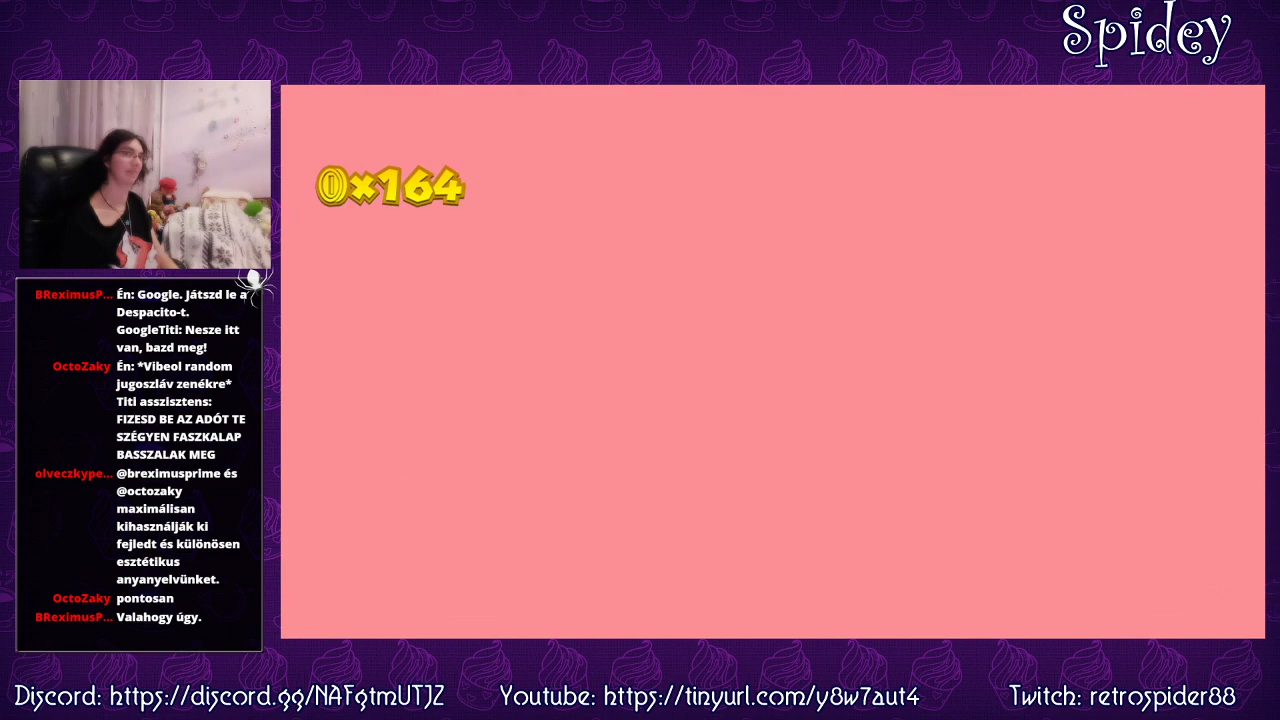 Spidey
0x164
BReximusP... Én: Google. Játszd le a
Despacito-t.
GoogleTiti: Nesze itt
van, bazd meg!
OctoZaky Én: *Vibeol random
jugoszláv zenékre*
Titi asszisztens:
FIZESD BE AZ ADÓT TE
SZÉGYEN FASZKALAP
BASSZALAK MEG
olveczkype... @breximusprime és
@octozaky
maximálisan
kihasználják ki
fejledt és különösen
esztétikus
anyanyelvünket.
OctoZaky pontosan
BReximusP... Valahogy úgy.
Discord: https://discord.gg/NAFgtmUTJZ
Youtube: https://tinyurl.com/y8w7aut4
Twitch: retrospider88